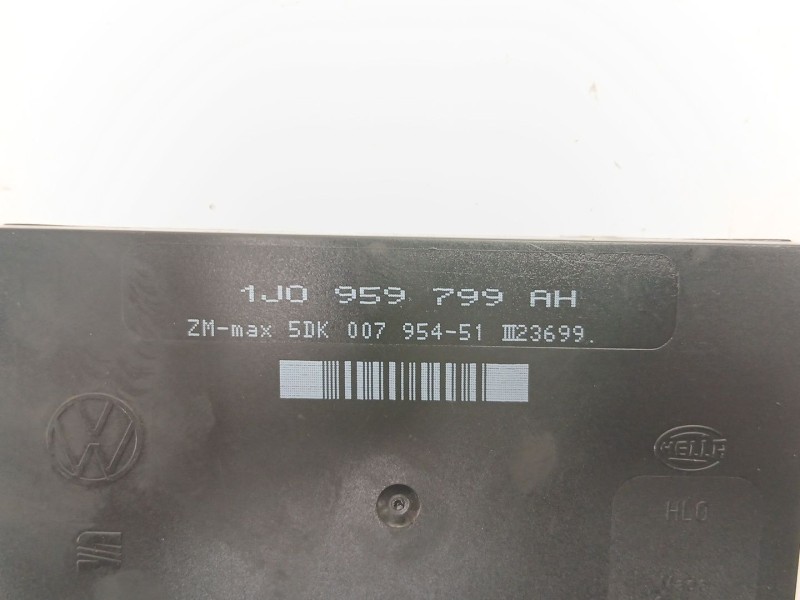 1J0 959 799 AH
ZM-max 5DK 007 954-51 III23699.
HELLA
HLO